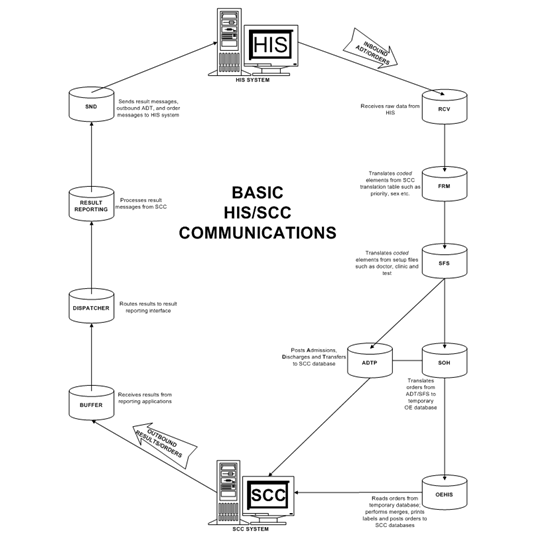 HIS
HIS SYSTEM
INBOUND
ADT/ORDERS
SND
Sends result messages,
outbound ADT, and order
messages to HIS system
Receives raw data from
HIS
RCV
BASIC
HIS/SCC
COMMUNICATIONS
RESULT
REPORTING
Processes result
messages from SCC
Translates coded
elements from SCC
translation table such as
priority, sex etc.
FRM
Translates coded
elements from setup files
such as doctor, clinic and
test
SFS
DISPATCHER
Routes results to result
reporting interface
Posts Admissions,
Discharges and Transfers
to SCC database
ADTP
SOH
Translates
orders from
ADT/SFS to
temporary
OE database
BUFFER
Receives results from
reporting applications
OUTBOUND
RESULTS/ORDERS
SCC
SCC SYSTEM
OEHIS
Reads orders from
temporary database;
performs merges, prints
labels and posts orders to
SCC databases